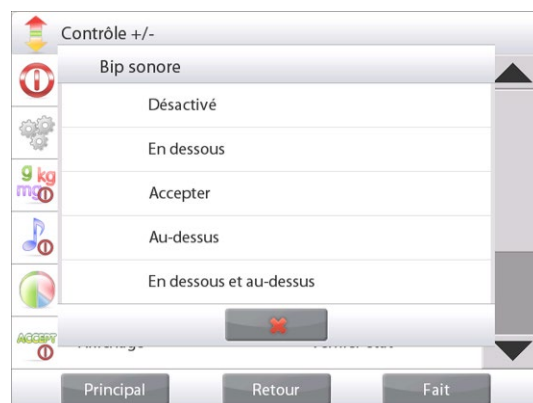 Contrôle +/-
Bip sonore
Désactivé
En dessous
g kg
mg
Accepter
Au-dessus
En dessous et au-dessus
ACCEPT
Principal
Retour
Fait